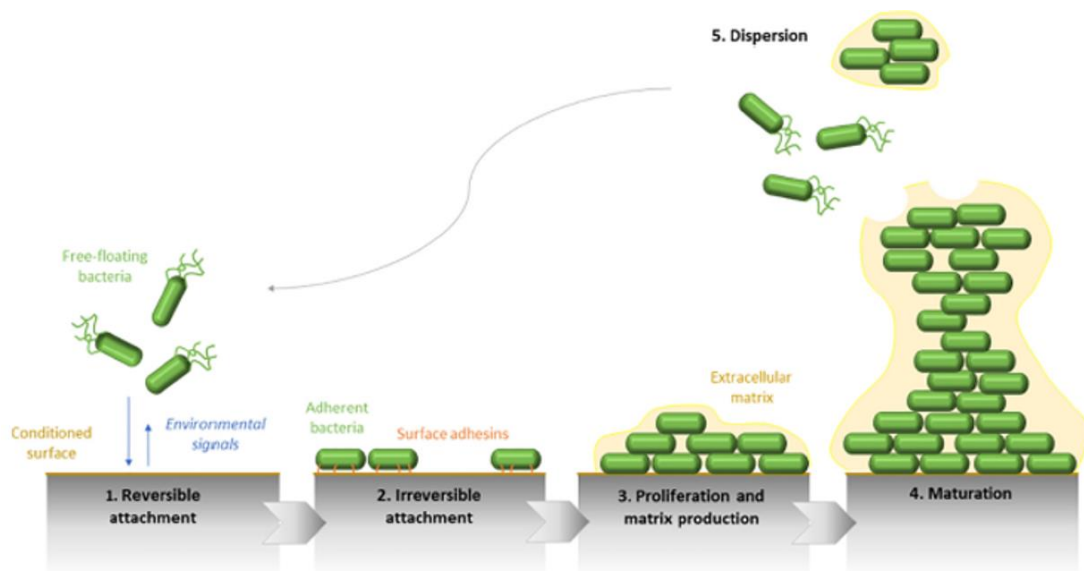 5. Dispersion
Free-floating
bacteria
Conditioned
surface
Environmental
signals
Adherent
bacteria
Surface adhesins
Extracellular
matrix
1. Reversible
attachment
2. Irreversible
attachment
3. Proliferation and
matrix production
4. Maturation